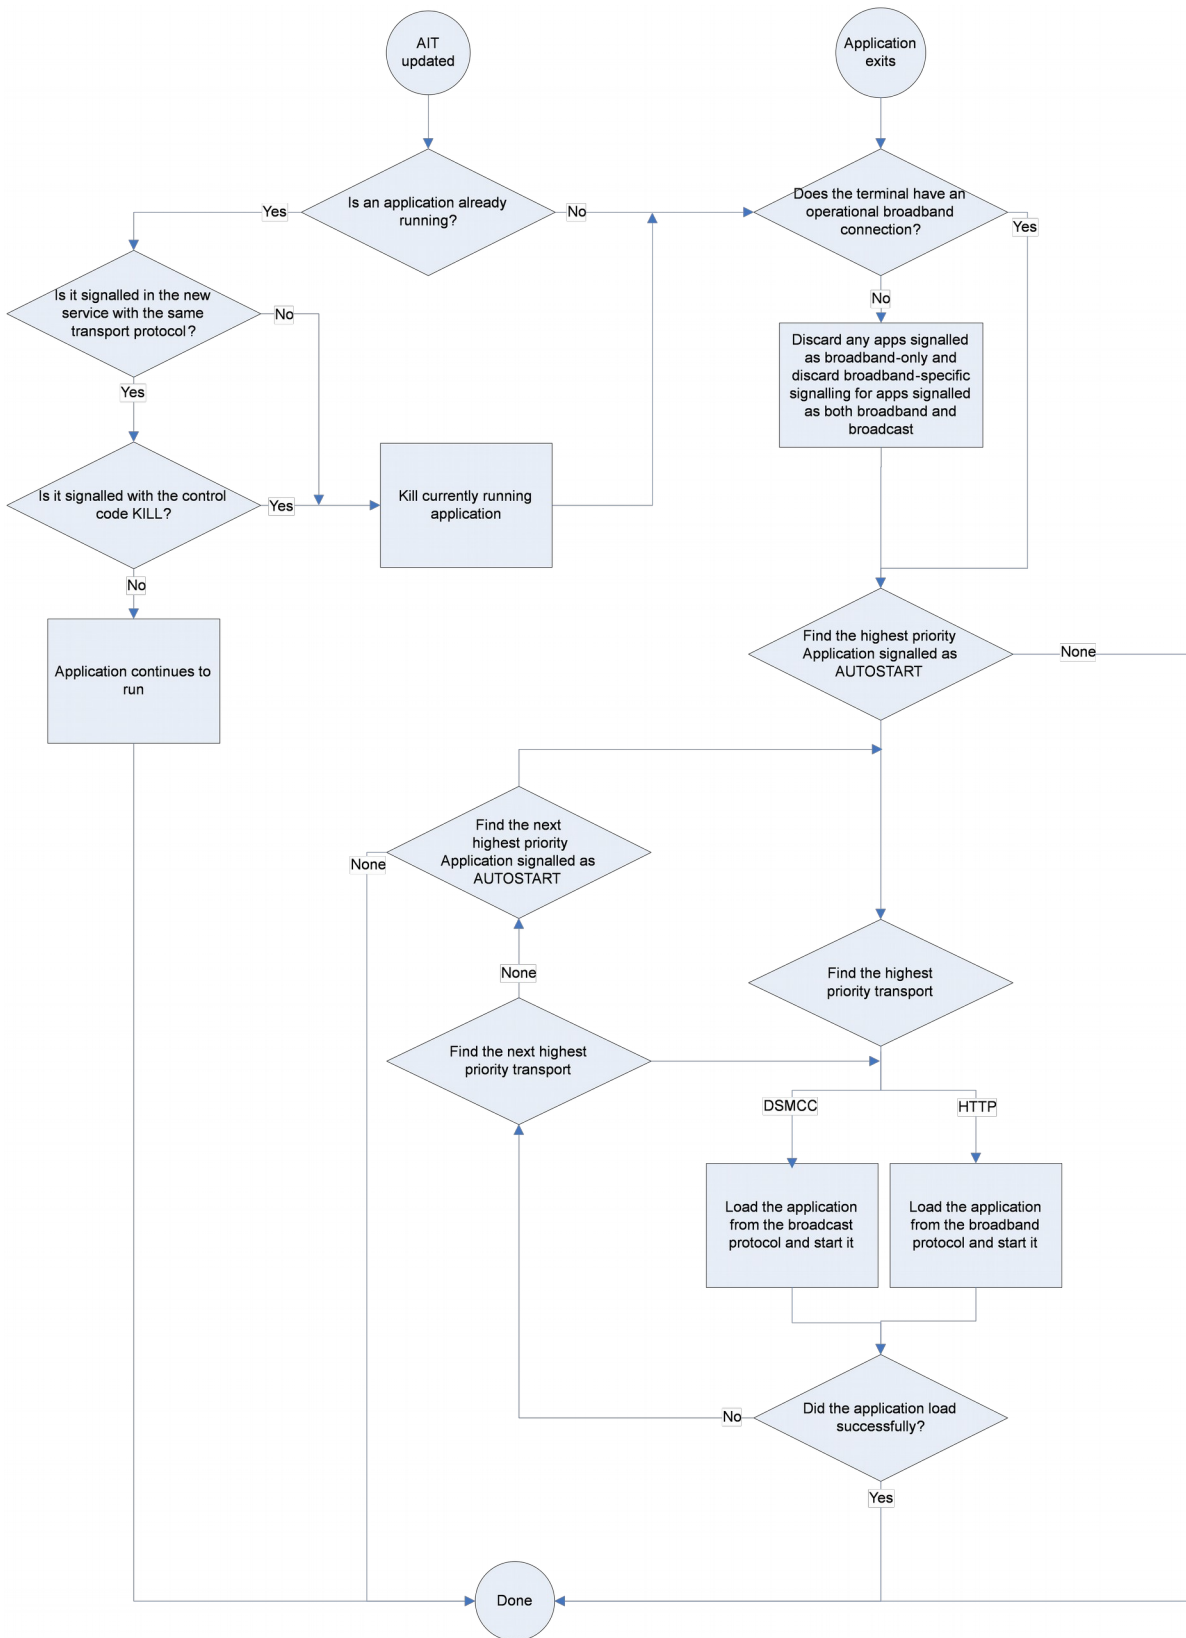 AIT
updated
Application
exits
Is an application already
running?
Yes
No
Does the terminal have an
operational broadband
connection?
Yes
No
Is it signalled in the new
service with the same
transport protocol?
No
Yes
Discard any apps signalled
as broadband-only and
discard broadband-specific
signalling for apps signalled
as both broadband and
broadcast
Is it signalled with the control
code KILL?
Yes
No
Kill currently running
application
Application continues to
run
Find the highest priority
Application signalled as
AUTOSTART
None
Find the next
highest priority
Application signalled as
AUTOSTART
None
None
Find the highest
priority transport
Find the next highest
priority transport
DSMCC
HTTP
Load the application
from the broadcast
protocol and start it
Load the application
from the broadband
protocol and start it
Did the application load
successfully?
No
Yes
Done